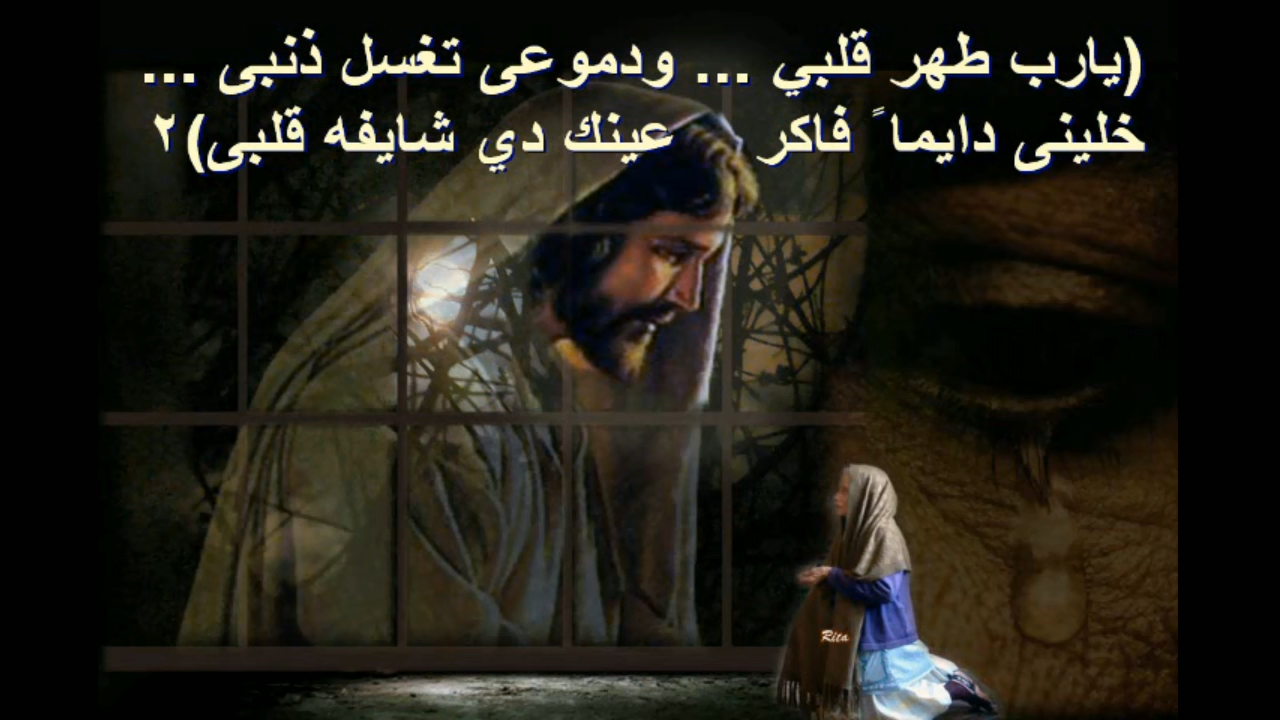 (يارب طهر قلبي ... ودموعى تغسل ذنبى ...
خلينى دايما ً فاكر عينك دي شايفه قلبى)٢
Rita